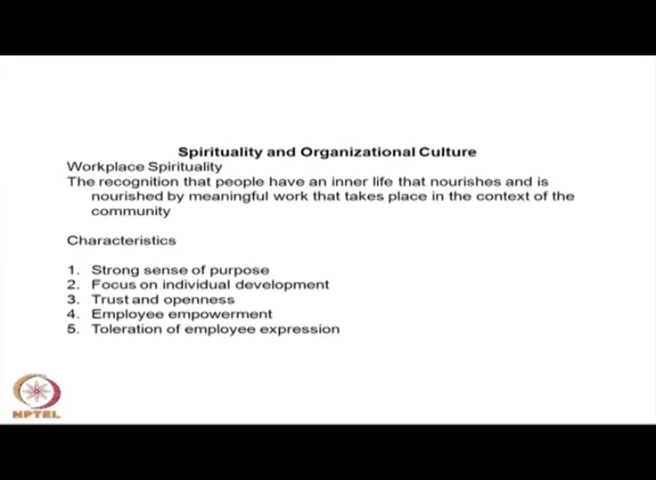 Spirituality and Organizational Culture
Workplace Spirituality
The recognition that people have an inner life that nourishes and is
nourished by meaningful work that takes place in the context of the
community
Characteristics
1. Strong sense of purpose
2. Focus on individual development
3. Trust and openness
4. Employee empowerment
5. Toleration of employee expression
NPTEL